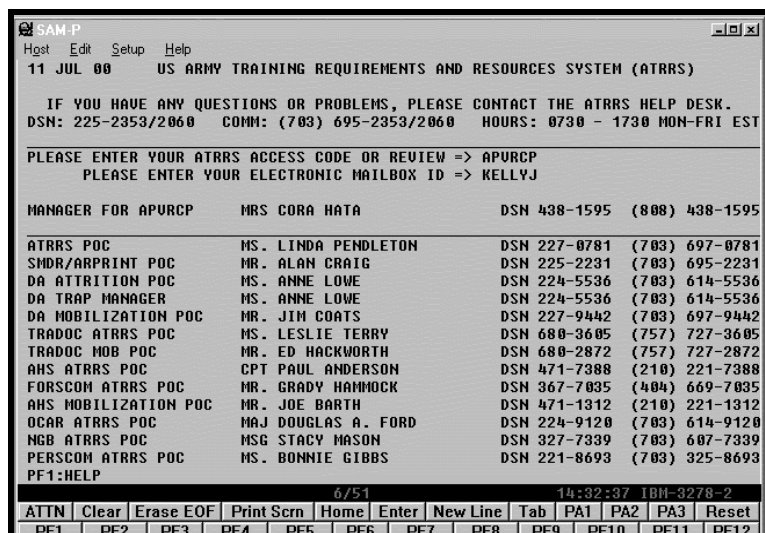 SAM-P
Host Edit Setup Help
11 JUL 00 US ARMY TRAINING REQUIREMENTS AND RESOURCES SYSTEM (ATRRS)
IF YOU HAVE ANY QUESTIONS OR PROBLEMS, PLEASE CONTACT THE ATRRS HELP DESK.
DSN: 225-2353/2060 COMM: (703) 695-2353/2060 HOURS: 0730 - 1730 MON-FRI EST
PLEASE ENTER YOUR ATRRS ACCESS CODE OR REVIEW => APVRCP
PLEASE ENTER YOUR ELECTRONIC MAILBOX ID => KELLYJ
MANAGER FOR APVRCP MRS CORA HATA DSN 438-1595 (808) 438-1595
ATRRS POC MS. LINDA PENDLETON DSN 227-0781 (703) 697-0781
SMDR/ARPRINT POC MR. ALAN CRAIG DSN 225-2231 (703) 695-2231
DA ATTRITION POC MS. ANNE LOWE DSN 224-5536 (703) 614-5536
DA TRAP MANAGER MS. ANNE LOWE DSN 224-5536 (703) 614-5536
DA MOBILIZATION POC MR. JIM COATS DSN 227-9442 (703) 697-9442
TRADOC ATRRS POC MS. LESLIE TERRY DSN 680-3605 (757) 727-3605
TRADOC MOB POC MR. ED HACKWORTH DSN 680-2872 (757) 727-2872
AHS ATRRS POC CPT PAUL ANDERSON DSN 471-7388 (210) 221-7388
FORSCOM ATRRS POC MR. GRADY HAMMOCK DSN 367-7035 (404) 669-7035
AHS MOBILIZATION POC MR. JOE BARTH DSN 471-1312 (210) 221-1312
OCAR ATRRS POC MAJ DOUGLAS A. FORD DSN 224-9120 (703) 614-9120
NGB ATRRS POC MSG STACY MASON DSN 327-7339 (703) 607-7339
PERSCOM ATRRS POC MS. BONNIE GIBBS DSN 221-8693 (703) 325-8693
PF1:HELP
6/51 14:32:37 IBM-3278-2
ATTN Clear Erase EOF Print Scrn Home Enter New Line Tab PA1 PA2 PA3 Reset
PF1 PF2 PF3 PF4 PF5 PF6 PF7 PF8 PF9 PF10 PF11 PF12